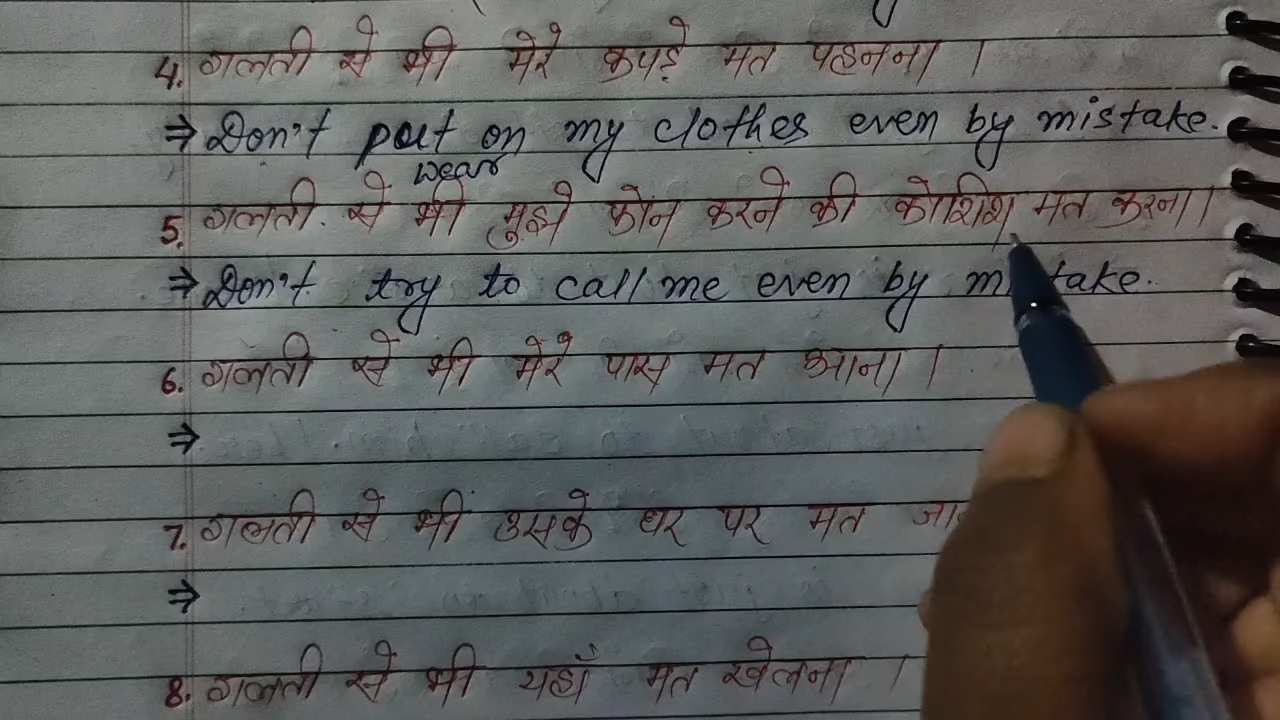 4. गलती से भी मेरे कपड़े मत पहनना ।
⇒ Don't put on my clothes even by mistake.
wear
5. गलती से भी मुझे फोन करने की कोशिश मत करना।
⇒ Don't try to call me even by mistake.
6. गलती से भी मेरे पास मत आना ।
⇒
7. गलती से भी उसके घर पर मत
⇒
8. गलती से भी यहाँ मत खेलना ।